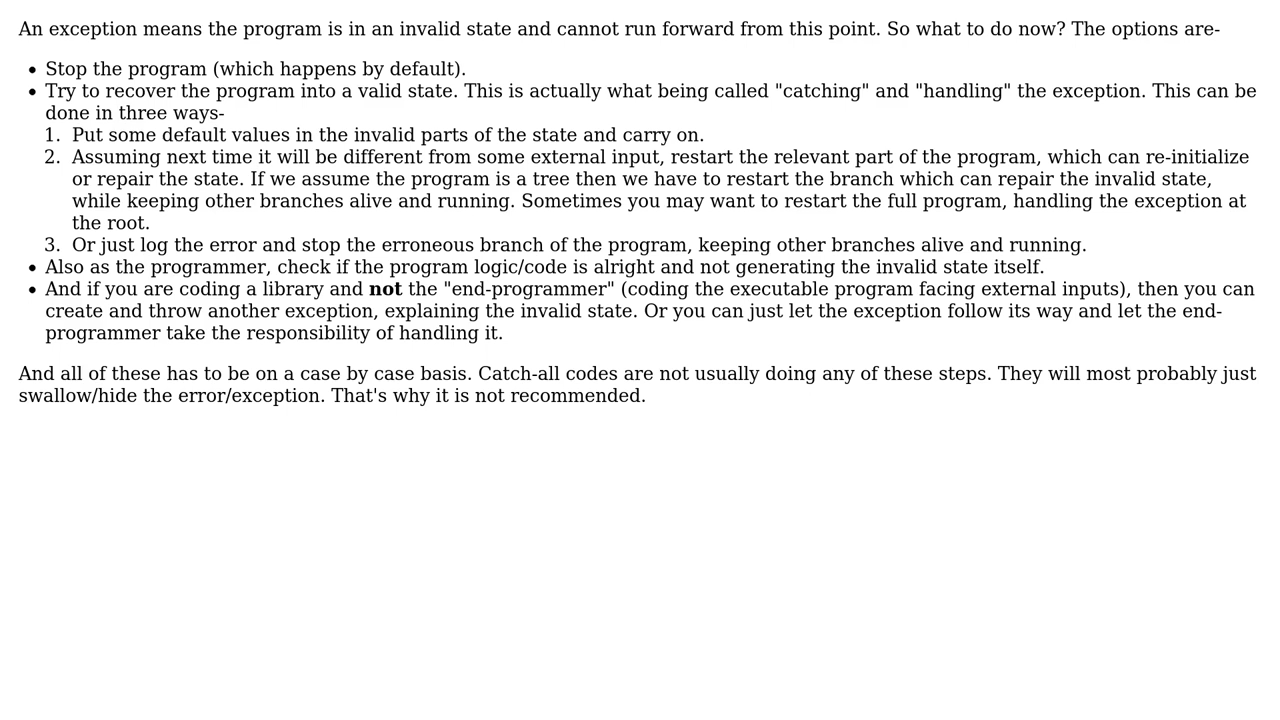 An exception means the program is in an invalid state and cannot run forward from this point. So what to do now? The options are-
• Stop the program (which happens by default).
• Try to recover the program into a valid state. This is actually what being called "catching" and "handling" the exception. This can be
done in three ways-
1. Put some default values in the invalid parts of the state and carry on.
2. Assuming next time it will be different from some external input, restart the relevant part of the program, which can re-initialize
or repair the state. If we assume the program is a tree then we have to restart the branch which can repair the invalid state,
while keeping other branches alive and running. Sometimes you may want to restart the full program, handling the exception at
the root.
3. Or just log the error and stop the erroneous branch of the program, keeping other branches alive and running.
• Also as the programmer, check if the program logic/code is alright and not generating the invalid state itself.
• And if you are coding a library and not the "end-programmer" (coding the executable program facing external inputs), then you can
create and throw another exception, explaining the invalid state. Or you can just let the exception follow its way and let the end-
programmer take the responsibility of handling it.
And all of these has to be on a case by case basis. Catch-all codes are not usually doing any of these steps. They will most probably just
swallow/hide the error/exception. That's why it is not recommended.